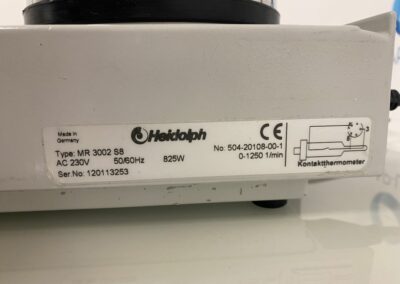 Made in
Germany
Heidolph
CE
Type: MR 3002 S8
No: 504-20108-00-1
AC 230V 50/60Hz 825W 0-1250 1/min
Ser.No: 120113253
Kontaktthermometer
3